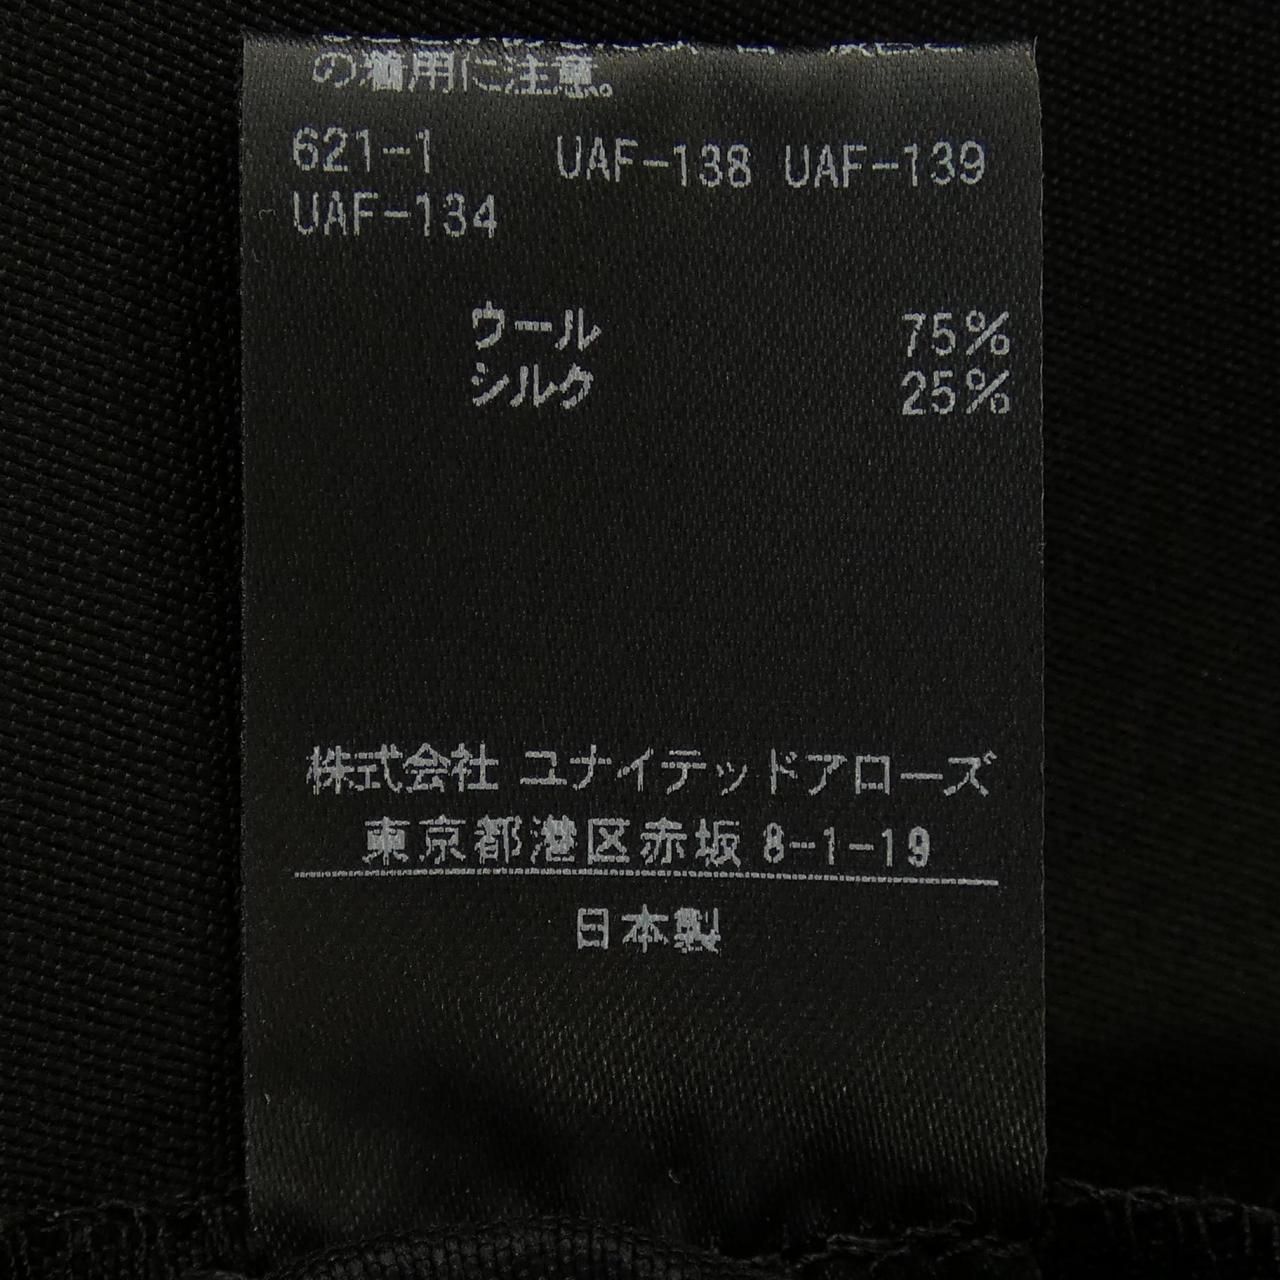 の着用に注意。
621-1 UAF-138 UAF-139
UAF-134
ウール 75%
シルク 25%
株式会社 ユナイテッドアローズ
東京都港区赤坂 8-1-19
日本製